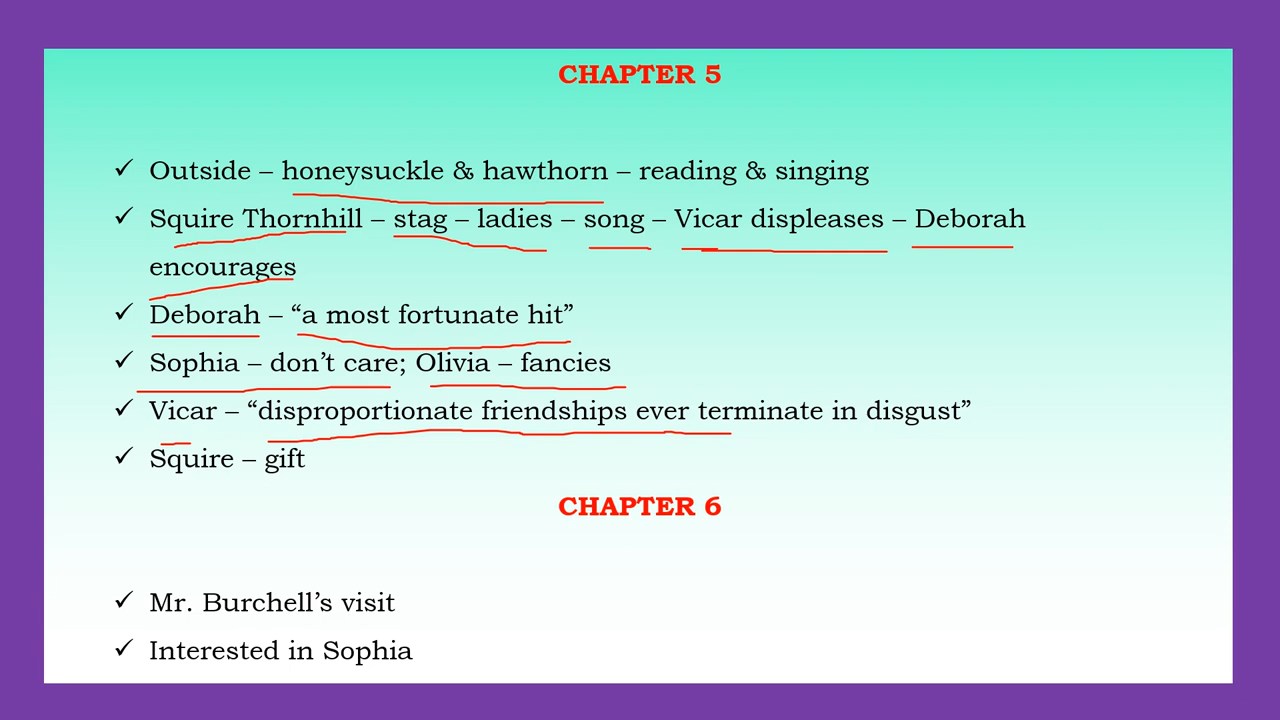 CHAPTER 5
✓ Outside – honeysuckle & hawthorn – reading & singing
✓ Squire Thornhill – stag – ladies – song – Vicar displeases – Deborah
encourages
✓ Deborah – “a most fortunate hit”
✓ Sophia – don’t care; Olivia – fancies
✓ Vicar – “disproportionate friendships ever terminate in disgust”
✓ Squire – gift
CHAPTER 6
✓ Mr. Burchell’s visit
✓ Interested in Sophia